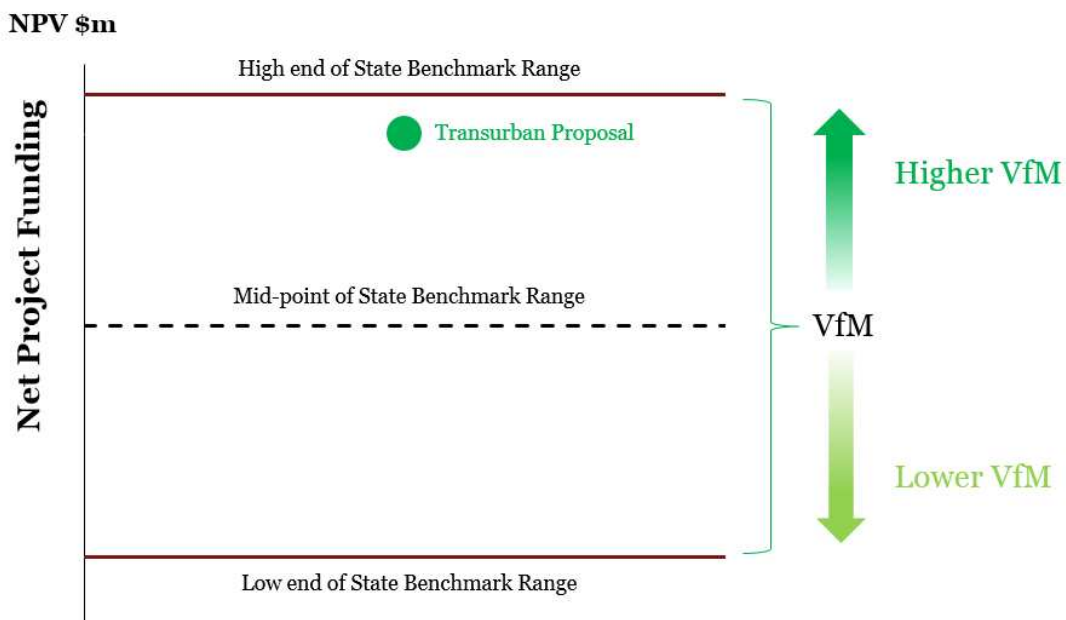 NPV $m
Net Project Funding
High end of State Benchmark Range
Transurban Proposal
Higher VfM
Mid-point of State Benchmark Range
VfM
Lower VfM
Low end of State Benchmark Range